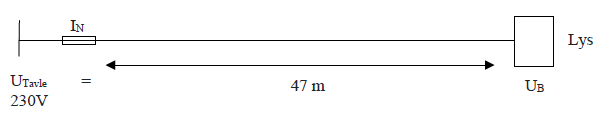 IN
Lys
UTavle =
47 m
UB
230V